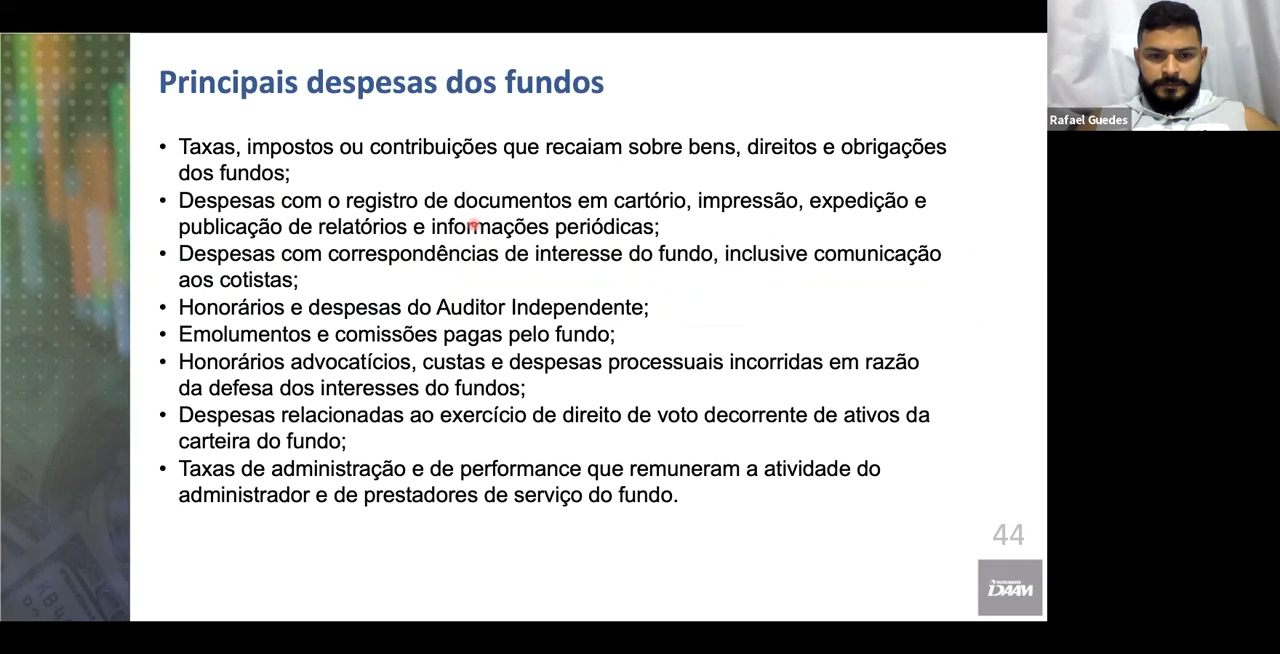 Principais despesas dos fundos
• Taxas, impostos ou contribuições que recaiam sobre bens, direitos e obrigações
dos fundos;
• Despesas com o registro de documentos em cartório, impressão, expedição e
publicação de relatórios e informações periódicas;
• Despesas com correspondências de interesse do fundo, inclusive comunicação
aos cotistas;
• Honorários e despesas do Auditor Independente;
• Emolumentos e comissões pagas pelo fundo;
• Honorários advocatícios, custas e despesas processuais incorridas em razão
da defesa dos interesses do fundos;
• Despesas relacionadas ao exercício de direito de voto decorrente de ativos da
carteira do fundo;
• Taxas de administração e de performance que remuneram a atividade do
administrador e de prestadores de serviço do fundo.
44
Rafael Guedes